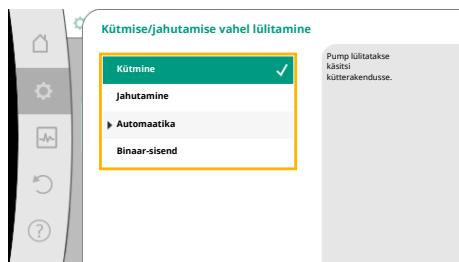 Kütmise/jahutamise vahel lülitamine
Kütmine
Jahutamine
Automaatika
Binaar-sisend
Pump lülitatakse
käsitsi
kütterakendusse.